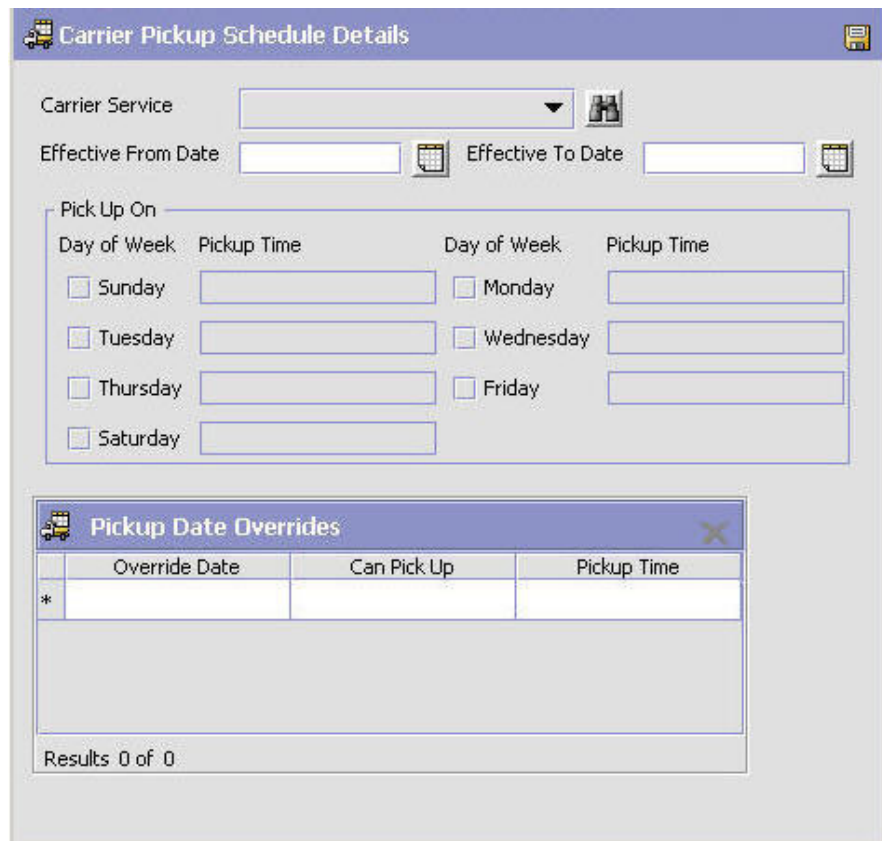 Carrier Pickup Schedule Details
Carrier Service
Effective From Date Effective To Date
Pick Up On
Day of Week Pickup Time Day of Week Pickup Time
Sunday Monday
Tuesday Wednesday
Thursday Friday
Saturday
Pickup Date Overrides
Override Date Can Pick Up Pickup Time
*
Results 0 of 0